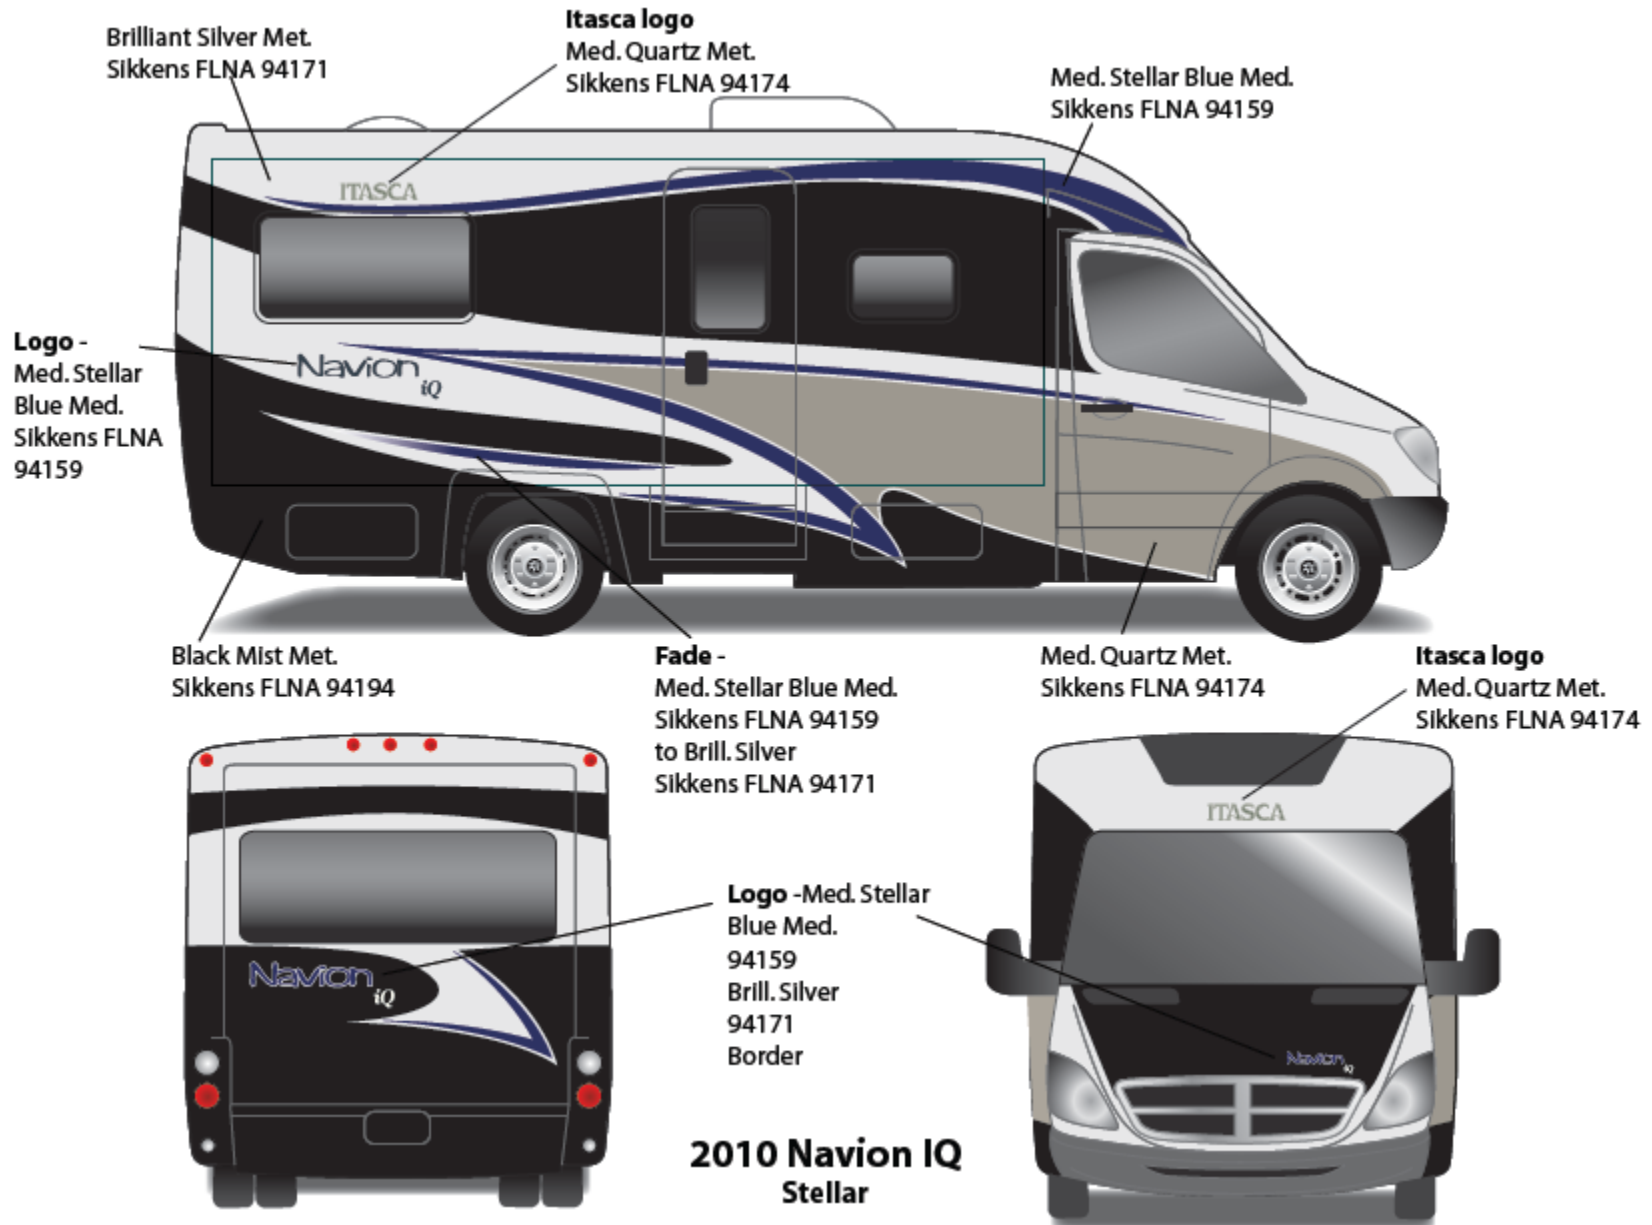 Brilliant Silver Met.
Sikkens FLNA 94171
Itasca logo
Med. Quartz Met.
Sikkens FLNA 94174
Med. Stellar Blue Med.
Sikkens FLNA 94159
ITASCA
Logo -
Med. Stellar
Blue Med.
Sikkens FLNA
94159
Navion
iQ
Black Mist Met.
Sikkens FLNA 94194
Fade -
Med. Stellar Blue Med.
Sikkens FLNA 94159
to Brill. Silver
Sikkens FLNA 94171
Med. Quartz Met.
Sikkens FLNA 94174
Itasca logo
Med. Quartz Met.
Sikkens FLNA 94174
ITASCA
Navion
iQ
Logo -Med. Stellar
Blue Med.
94159
Brill. Silver
94171
Border
Navion
iQ
2010 Navion IQ
Stellar